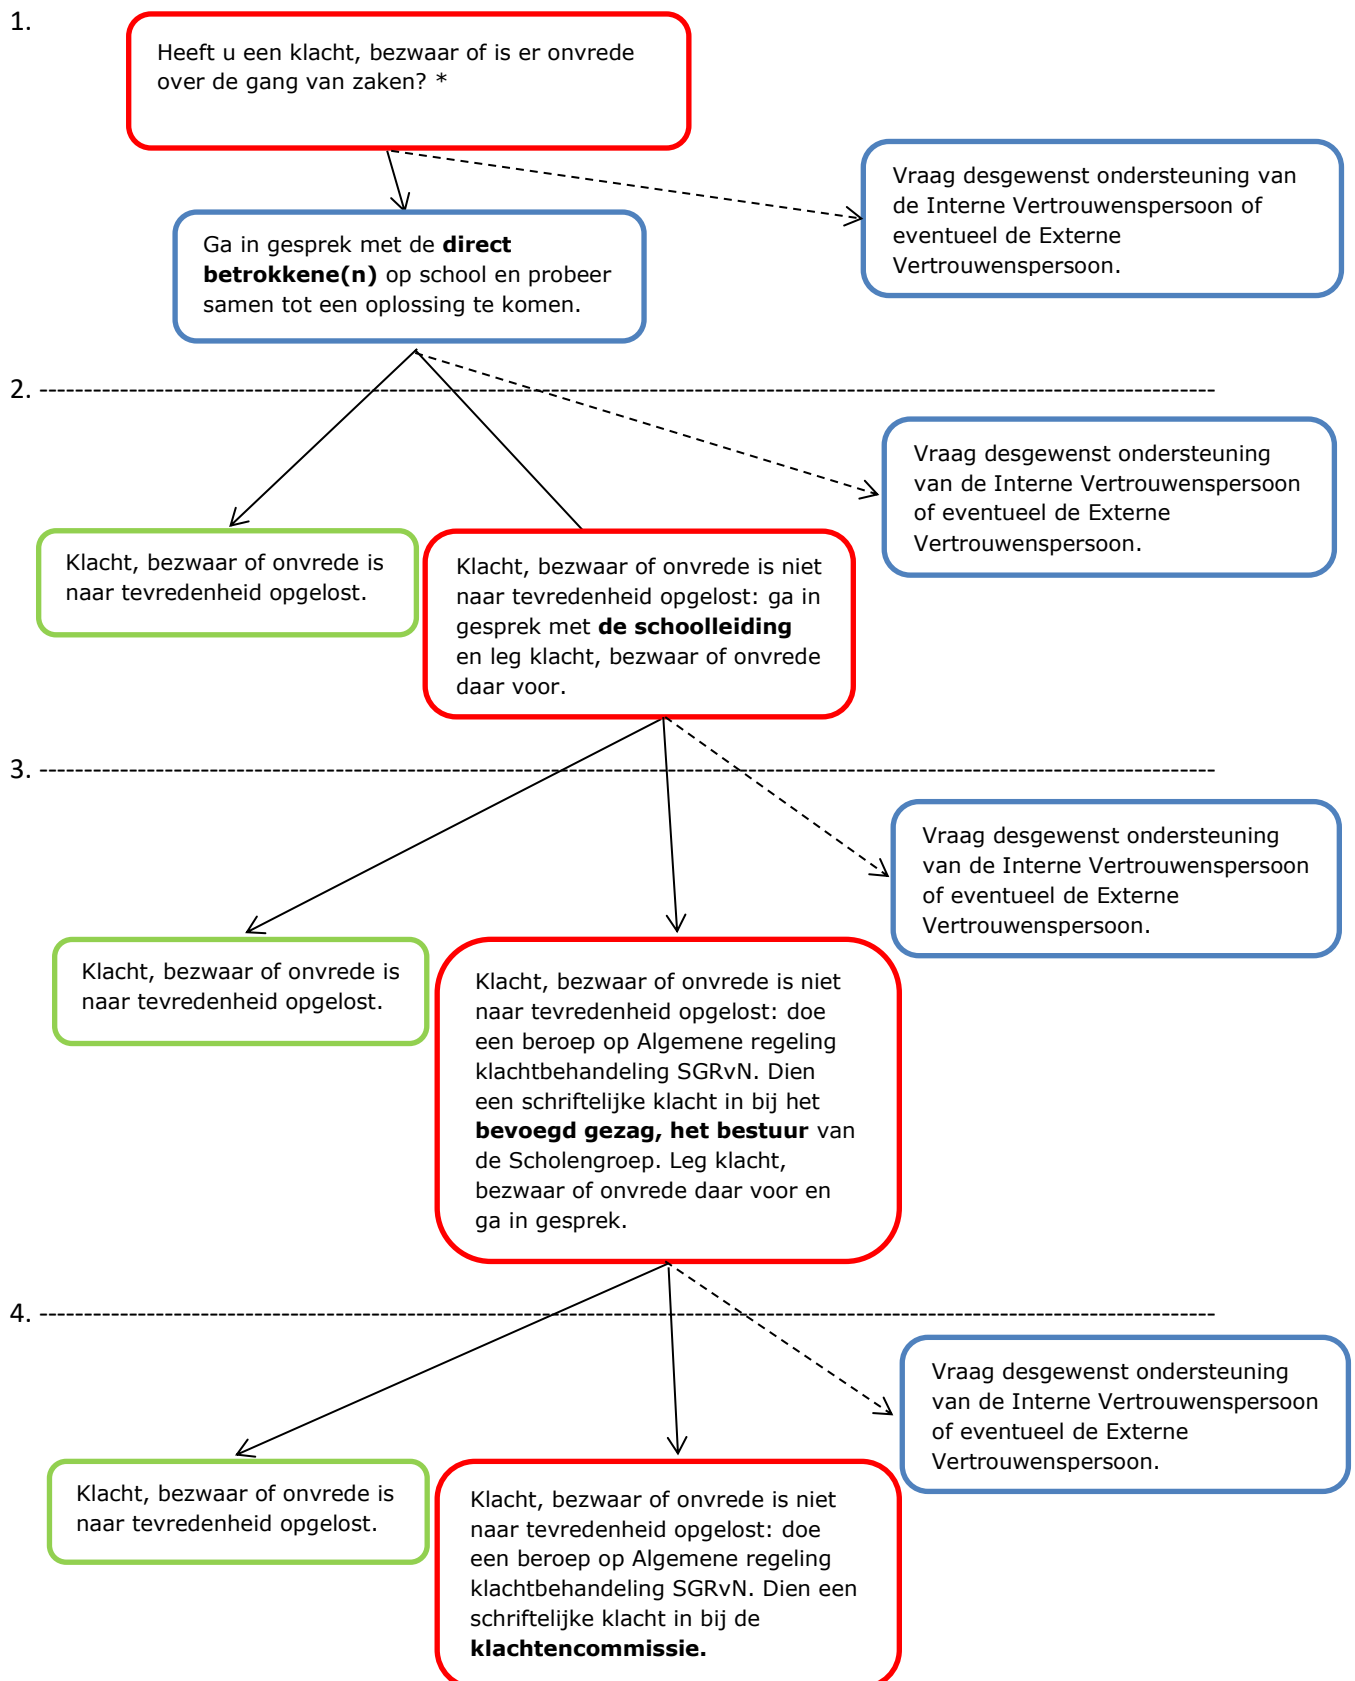 1.
Heeft u een klacht, bezwaar of is er onvrede
over de gang van zaken? *
Vraag desgewenst ondersteuning van
de Interne Vertrouwenspersoon of
eventueel de Externe
Vertrouwenspersoon.
Ga in gesprek met de direct
betrokkene(n) op school en probeer
samen tot een oplossing te komen.
2.
Vraag desgewenst ondersteuning
van de Interne Vertrouwenspersoon
of eventueel de Externe
Vertrouwenspersoon.
Klacht, bezwaar of onvrede is
naar tevredenheid opgelost.
Klacht, bezwaar of onvrede is niet
naar tevredenheid opgelost: ga in
gesprek met de schoolleiding
en leg klacht, bezwaar of onvrede
daar voor.
3.
Vraag desgewenst ondersteuning
van de Interne Vertrouwenspersoon
of eventueel de Externe
Vertrouwenspersoon.
Klacht, bezwaar of onvrede is
naar tevredenheid opgelost.
Klacht, bezwaar of onvrede is niet
naar tevredenheid opgelost: doe
een beroep op Algemene regeling
klachtbehandeling SGRvN. Dien
een schriftelijke klacht in bij het
bevoegd gezag, het bestuur van
de Scholengroep. Leg klacht,
bezwaar of onvrede daar voor en
ga in gesprek.
4.
Vraag desgewenst ondersteuning
van de Interne Vertrouwenspersoon
of eventueel de Externe
Vertrouwenspersoon.
Klacht, bezwaar of onvrede is
naar tevredenheid opgelost.
Klacht, bezwaar of onvrede is niet
naar tevredenheid opgelost: doe
een beroep op Algemene regeling
klachtbehandeling SGRvN. Dien een
schriftelijke klacht in bij de
klachtencommissie.